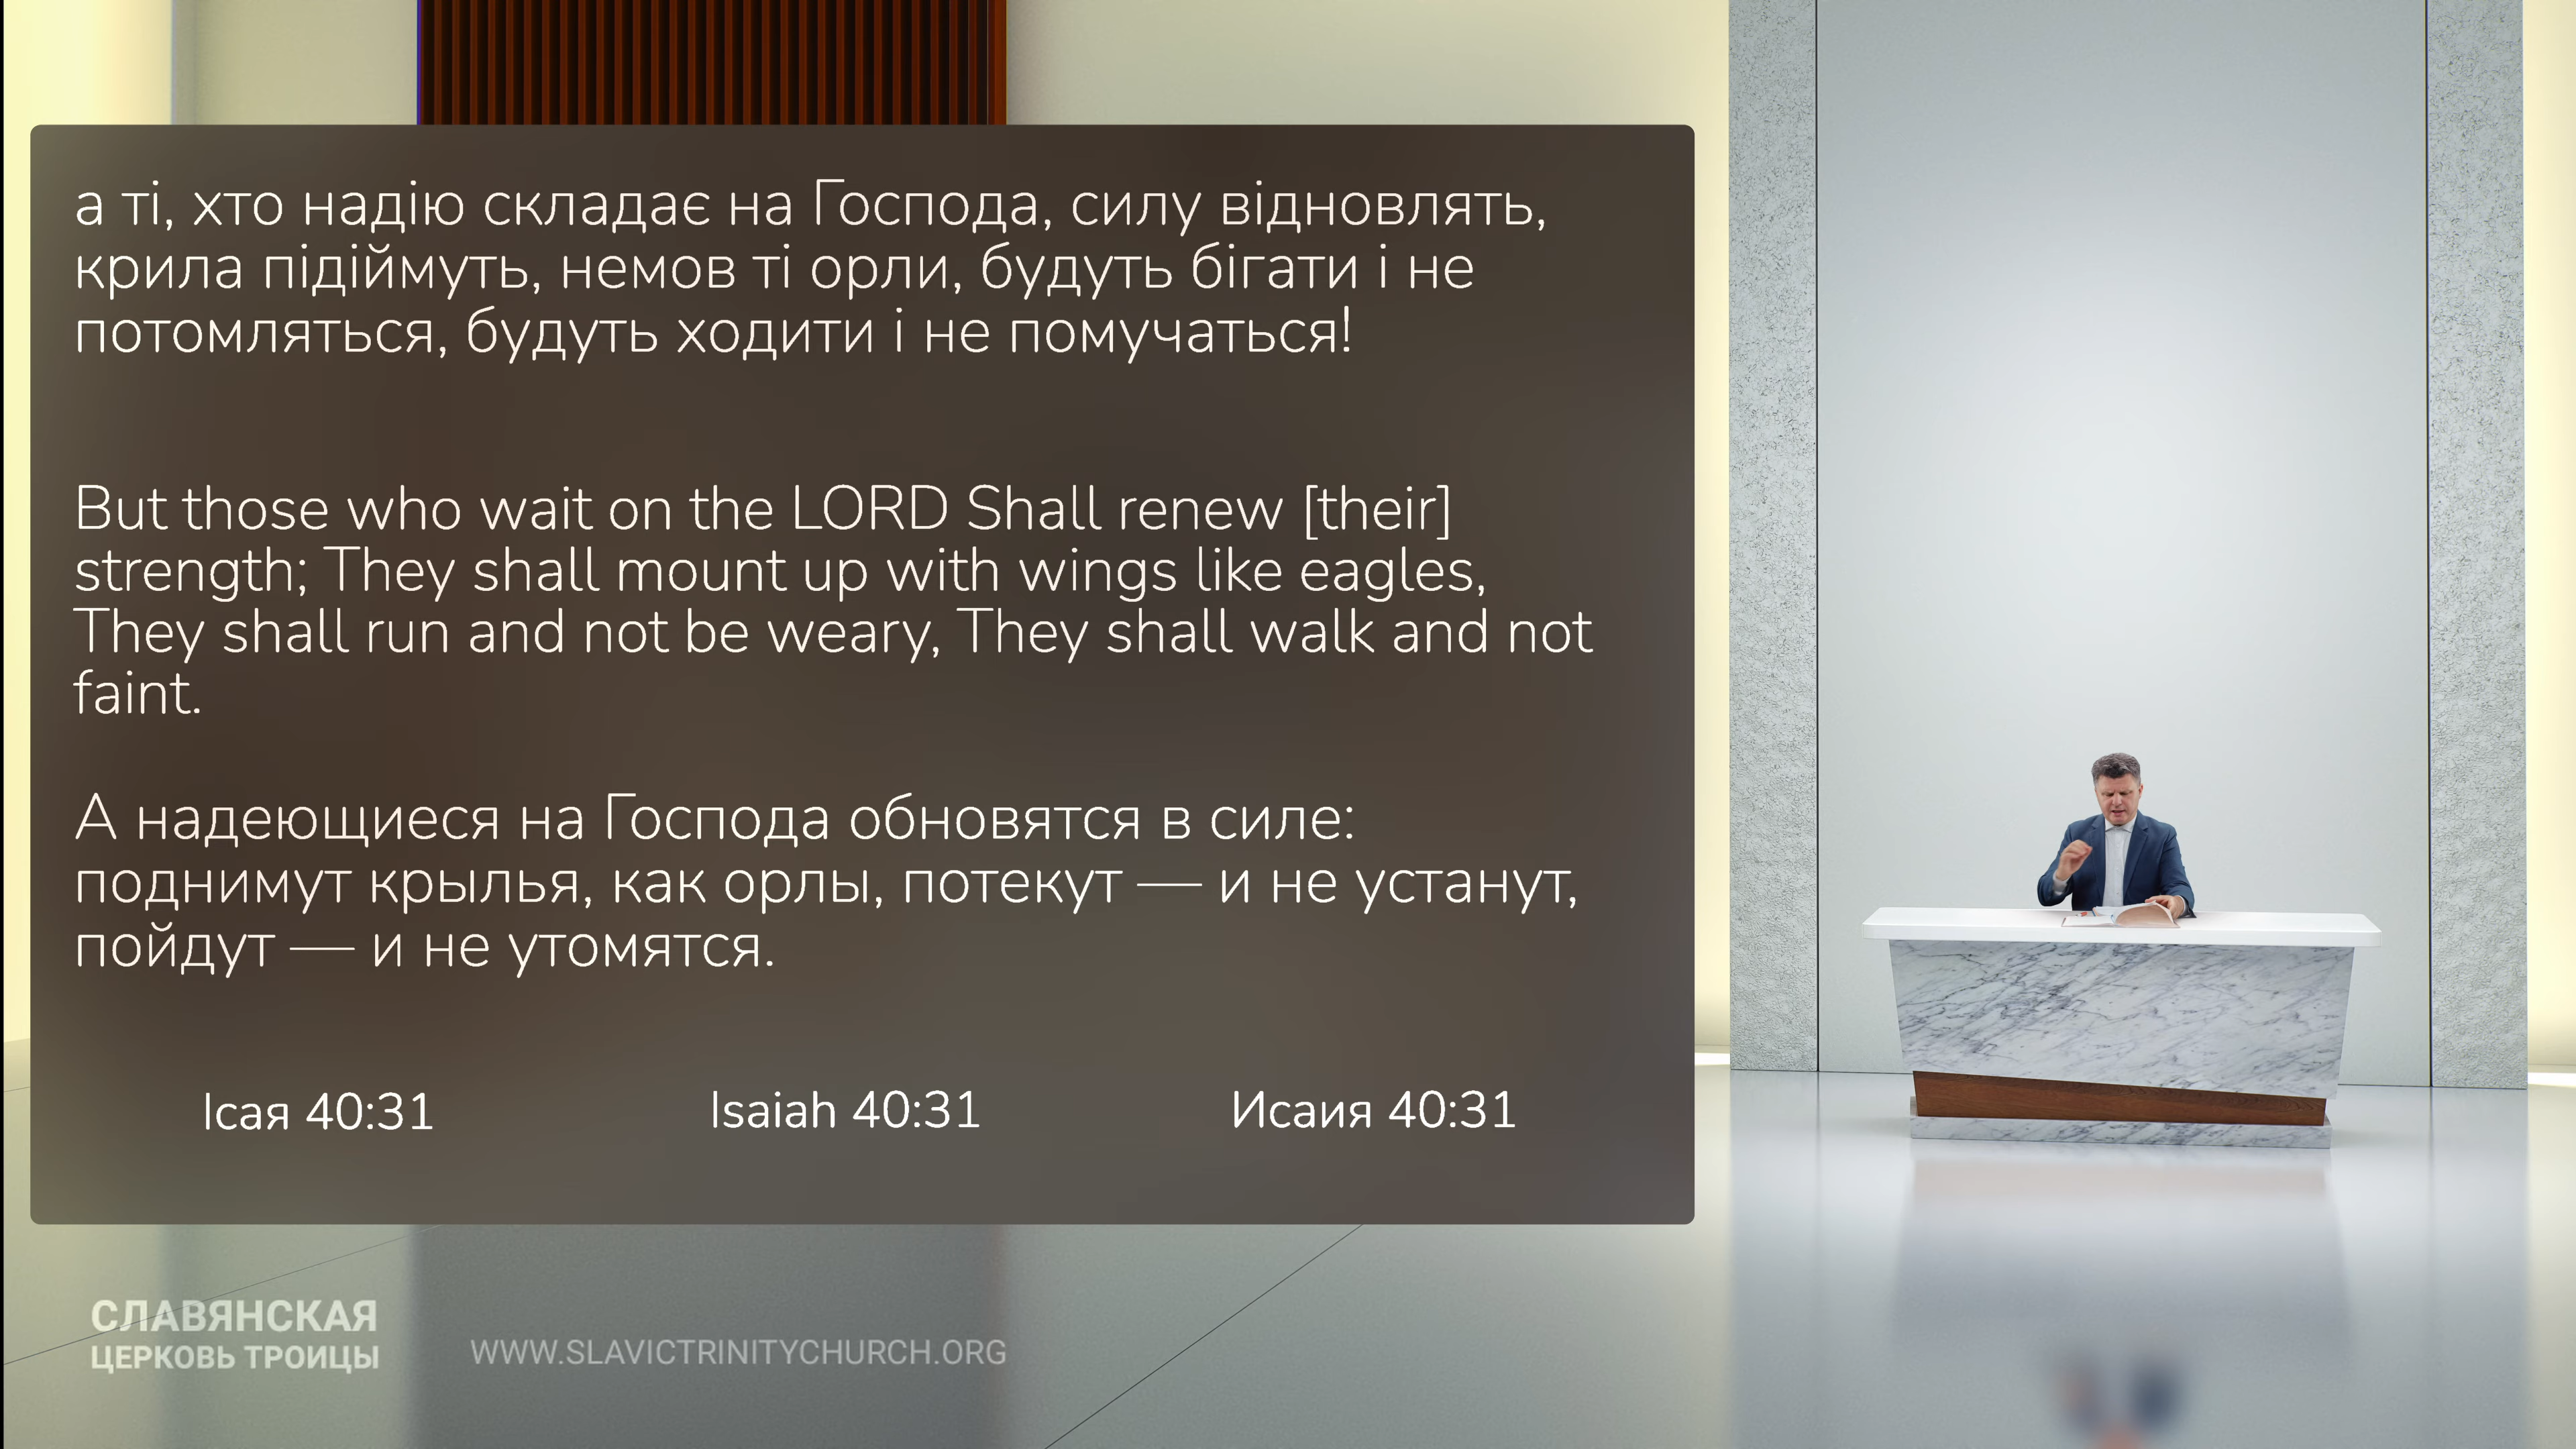 а ті, хто надію складає на Господа, силу відновлять,
крила підіймуть, немов ті орли, будуть бігати і не
потомляться, будуть ходити і не помучаться!
But those who wait on the LORD Shall renew [their]
strength; They shall mount up with wings like eagles,
They shall run and not be weary, They shall walk and not
faint.
А надеющиеся на Господа обновятся в силе:
поднимут крылья, как орлы, потекут — и не устанут,
пойдут — и не утомятся.
Ісая 40:31
Isaiah 40:31
Исаия 40:31
СЛАВЯНСКАЯ
ЦЕРКОВЬ ТРОИЦЫ
WWW.SLAVICTRINITYCHURCH.ORG